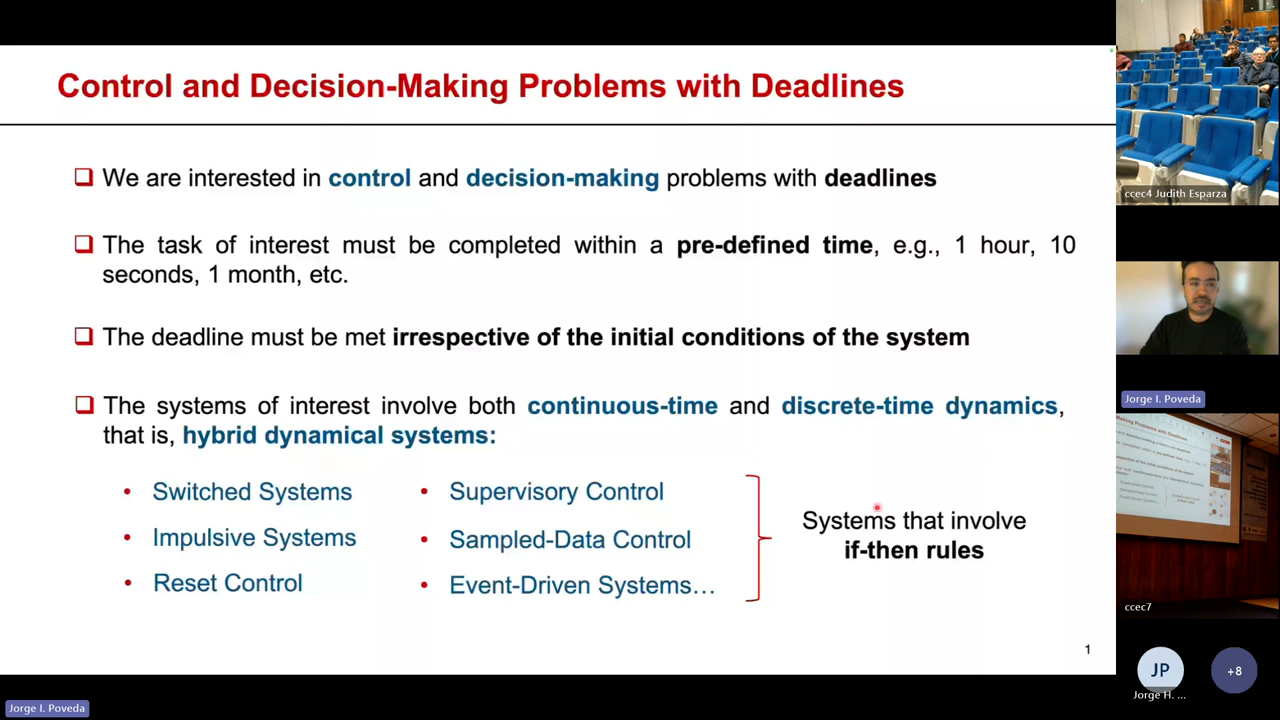 Control and Decision-Making Problems with Deadlines
We are interested in control and decision-making problems with deadlines
The task of interest must be completed within a pre-defined time, e.g., 1 hour, 10
seconds, 1 month, etc.
The deadline must be met irrespective of the initial conditions of the system
The systems of interest involve both continuous-time and discrete-time dynamics,
that is, hybrid dynamical systems:
• Switched Systems
• Impulsive Systems
• Reset Control
• Supervisory Control
• Sampled-Data Control
• Event-Driven Systems…
Systems that involve
if-then rules
1
Jorge I. Poveda
ccec4 Judith Esparza
Jorge I. Poveda
ccec7
JP
Jorge H. ...
+8